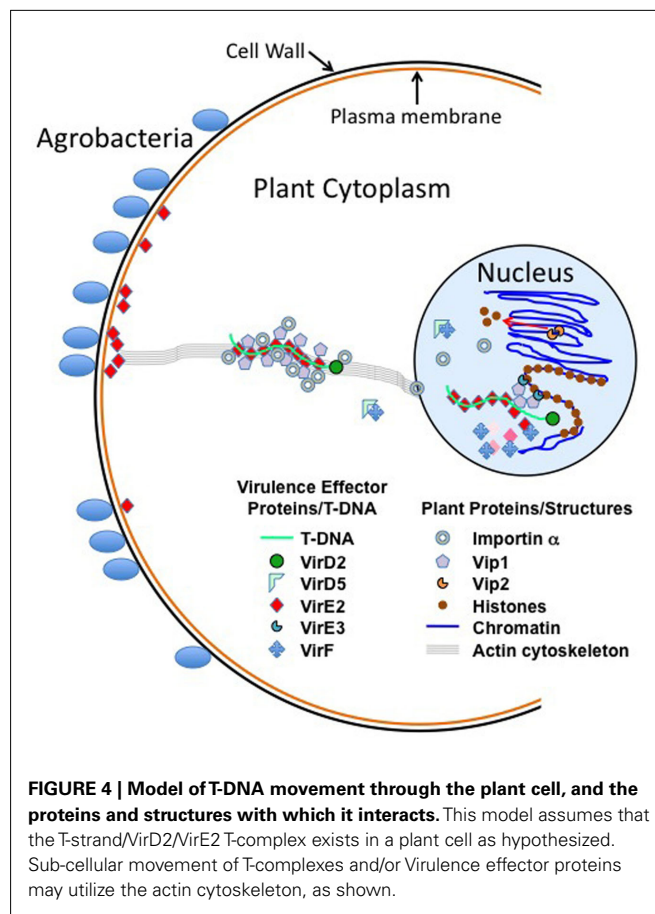 Cell Wall
Plasma membrane
Agrobacteria
Plant Cytoplasm
Nucleus
Virulence Effector
Proteins/T-DNA
T-DNA
VirD2
VirD5
VirE2
VirE3
VirF
Plant Proteins/Structures
Importin α
Vip1
Vip2
Histones
Chromatin
Actin cytoskeleton
FIGURE 4 | Model of T-DNA movement through the plant cell, and the
proteins and structures with which it interacts. This model assumes that
the T-strand/VirD2/VirE2 T-complex exists in a plant cell as hypothesized.
Sub-cellular movement of T-complexes and/or Virulence effector proteins
may utilize the actin cytoskeleton, as shown.